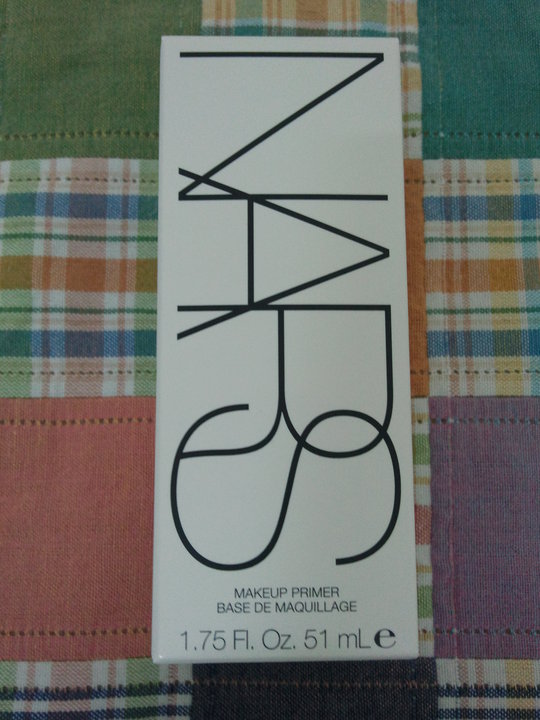 NARS
MAKEUP PRIMER
BASE DE MAQUILLAGE
1.75 Fl. Oz. 51 mL ℮